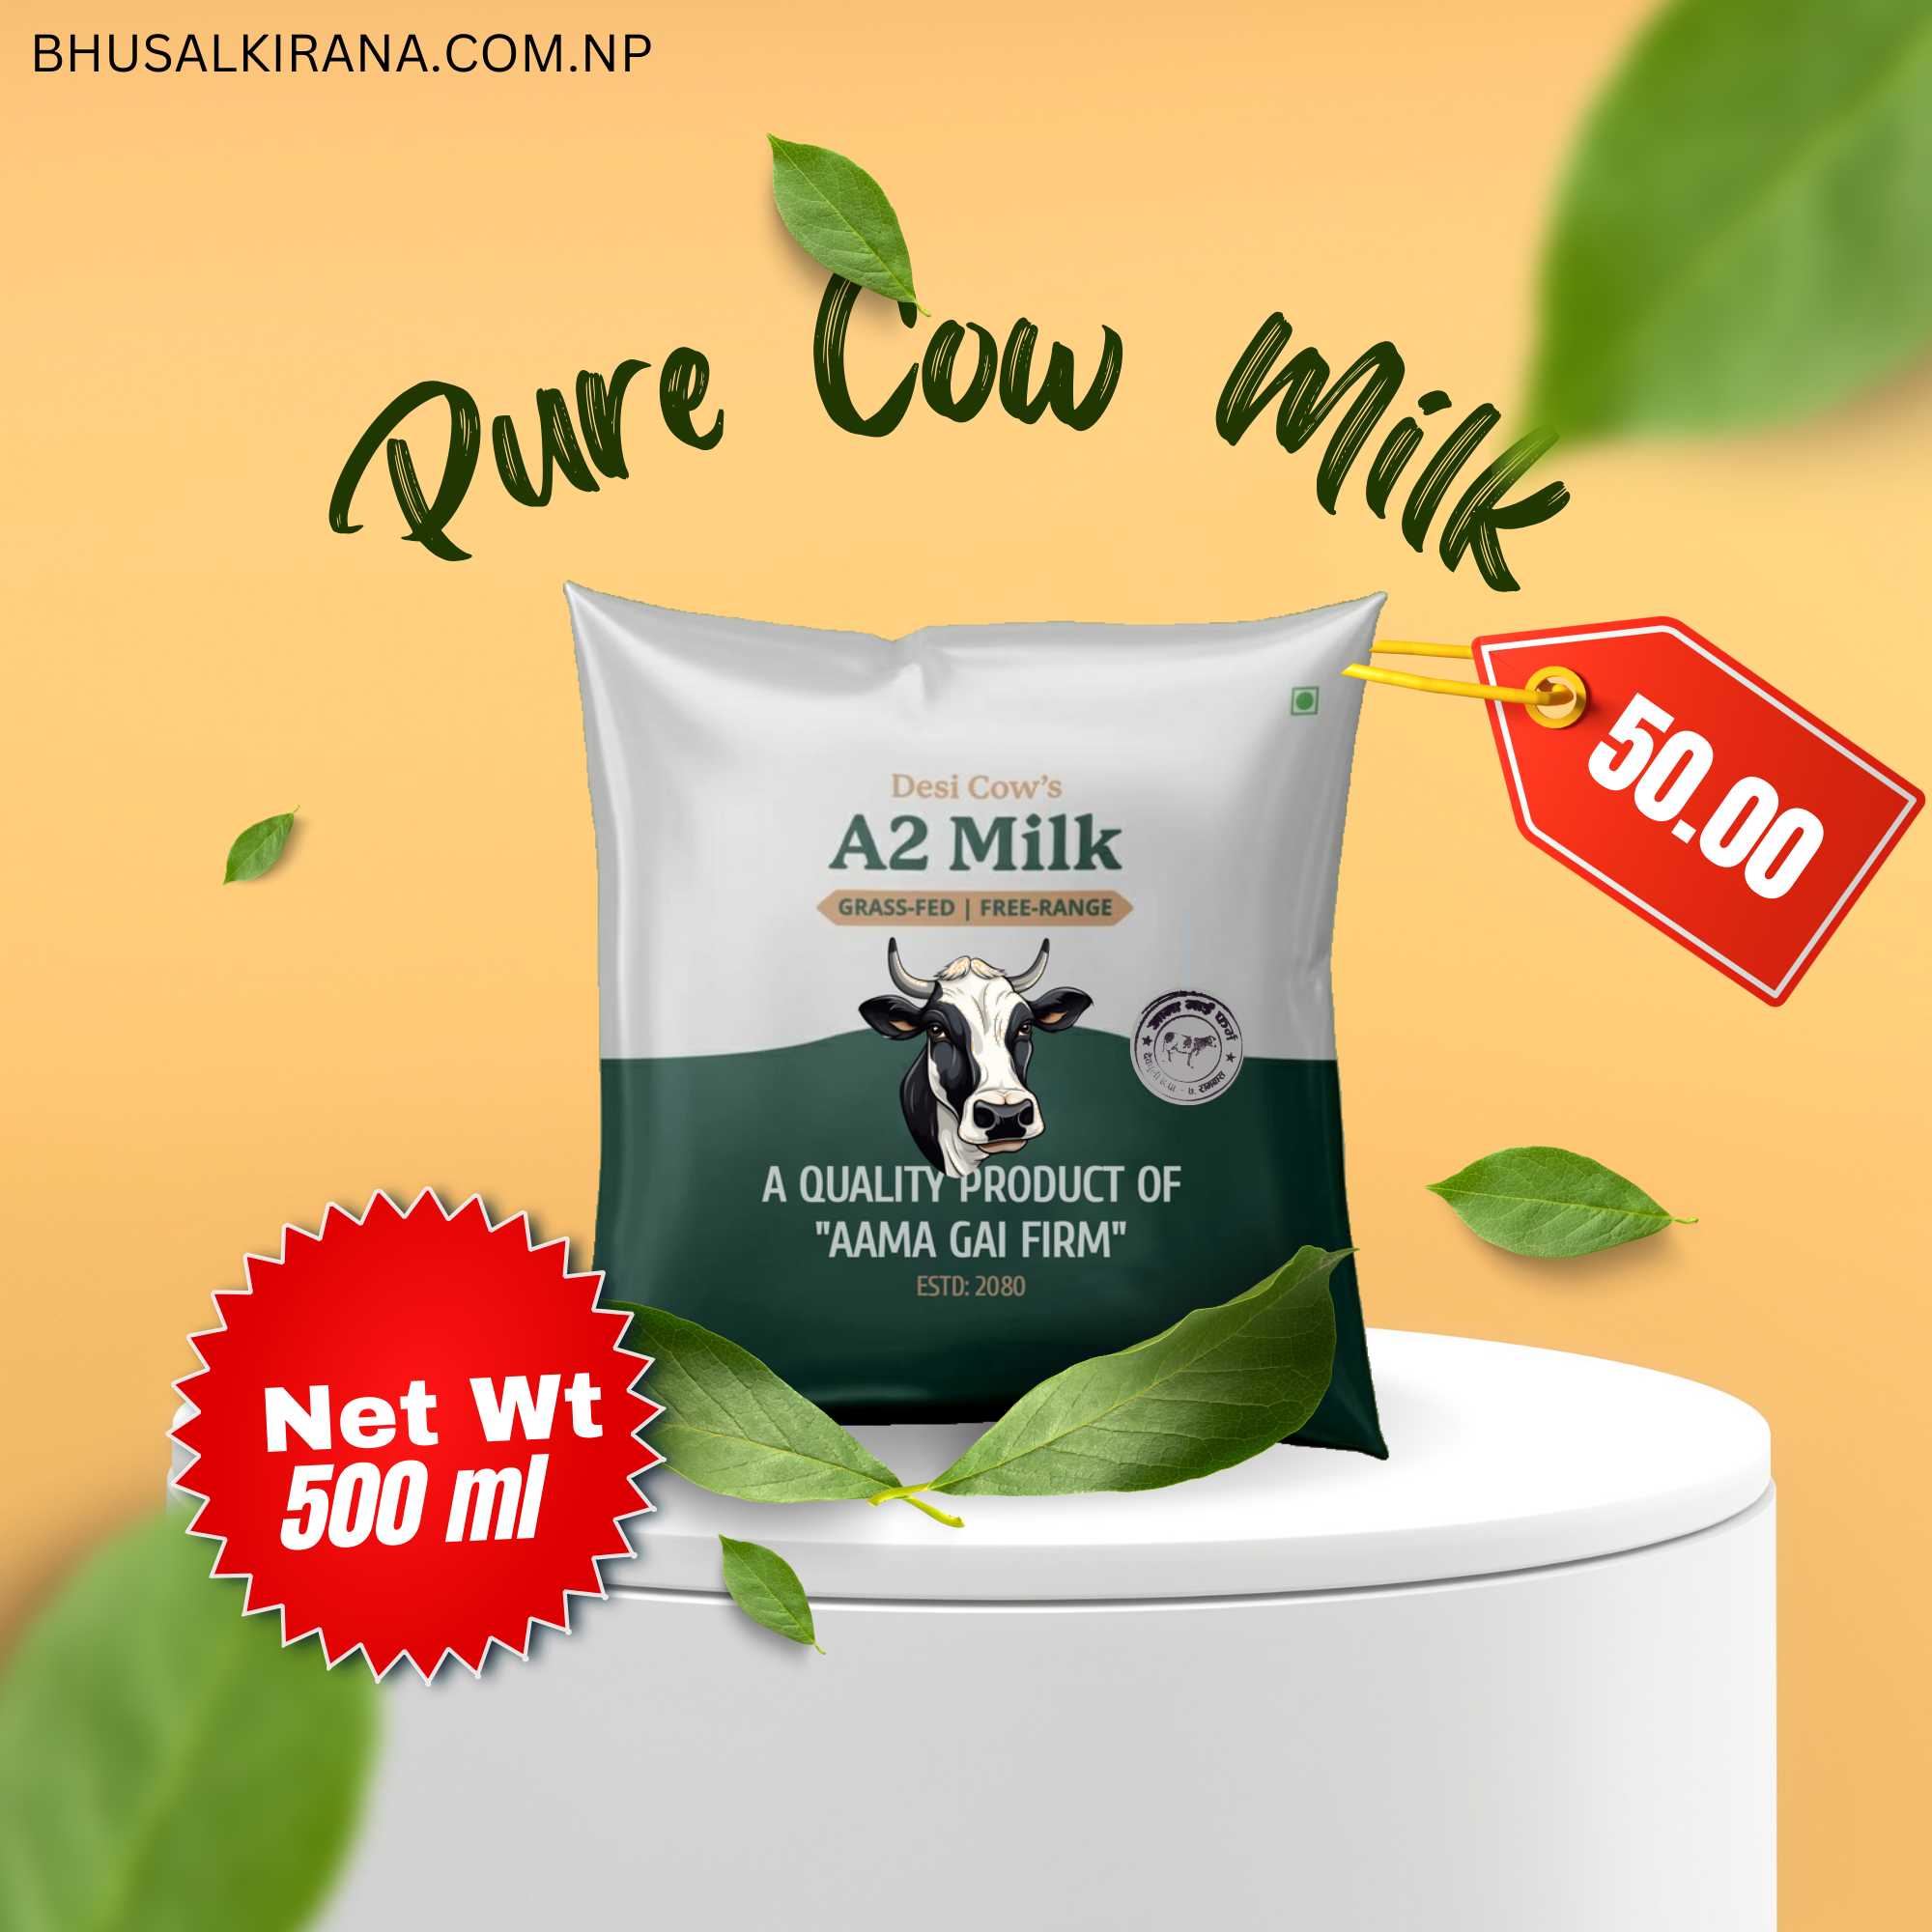 BHUSALKIRANA.COM.NP
Pure Cow Milk
50.00
Desi Cow's
A2 Milk
GRASS-FED | FREE-RANGE
A QUALITY PRODUCT OF
"AAMA GAI FIRM"
ESTD: 2080
Net Wt
500 ml